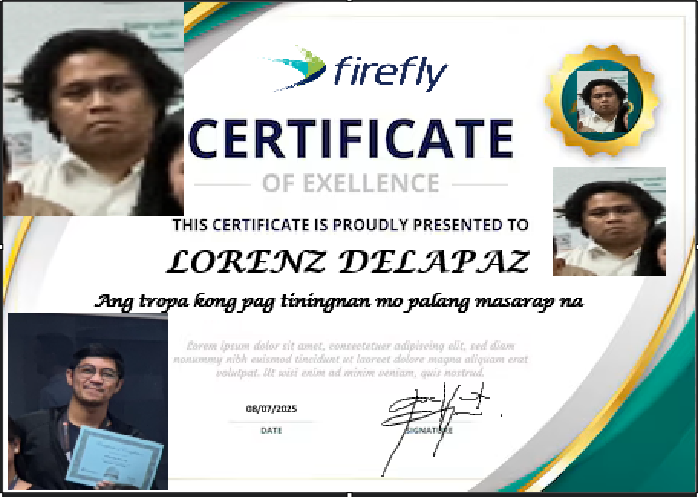 firefly
CERTIFICATE
OF EXELLENCE
THIS CERTIFICATE IS PROUDLY PRESENTED TO
LORENZ DELAPAZ
Ang tropa kong pag tiningnan mo palang masarap na
Lorem ipsum dolor sit amet, consectetuer adipiscing elit, sed diam
nonummy nibh euismod tincidunt ut laoreet dolore magna aliquam erat
volutpat. Ut wisi enim ad minim veniam, quis nostrud.
08/07/2025
DATE
SIGNATURE